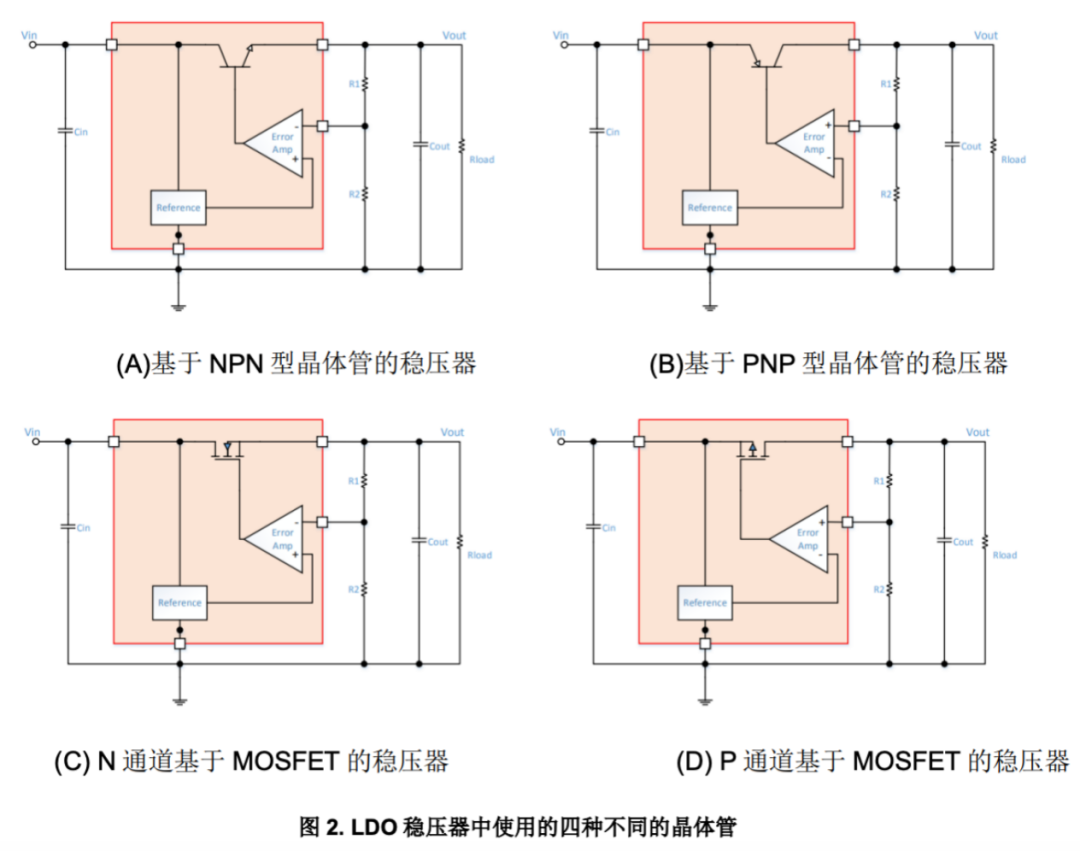 Vin
Vout
R1
Cin
-
Error
Amp
+
Cout
Rload
R2
Reference
(A)基于 NPN 型晶体管的稳压器
Vin
Vout
R1
Cin
+
Error
Amp
-
Cout
Rload
R2
Reference
(B)基于 PNP 型晶体管的稳压器
Vin
Vout
R1
Cin
-
Error
Amp
+
Cout
Rload
R2
Reference
(C) N 通道基于 MOSFET 的稳压器
Vin
Vout
R1
Cin
+
Error
Amp
-
Cout
Rload
R2
Reference
(D) P 通道基于 MOSFET 的稳压器
图 2. LDO 稳压器中使用的四种不同的晶体管